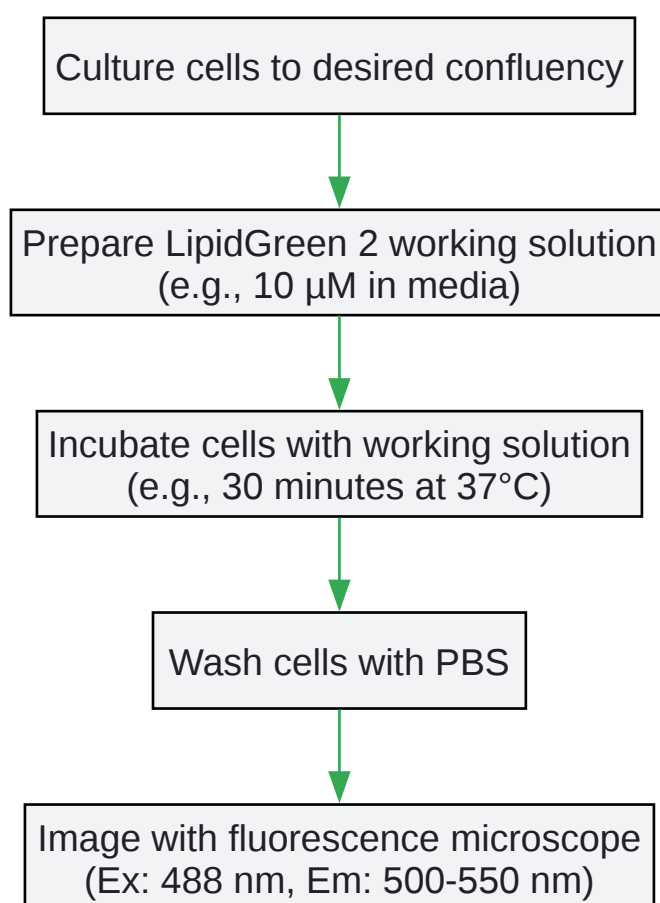 Culture cells to desired confluency
Prepare LipidGreen 2 working solution
(e.g., 10 µM in media)
Incubate cells with working solution
(e.g., 30 minutes at 37°C)
Wash cells with PBS
Image with fluorescence microscope
(Ex: 488 nm, Em: 500-550 nm)